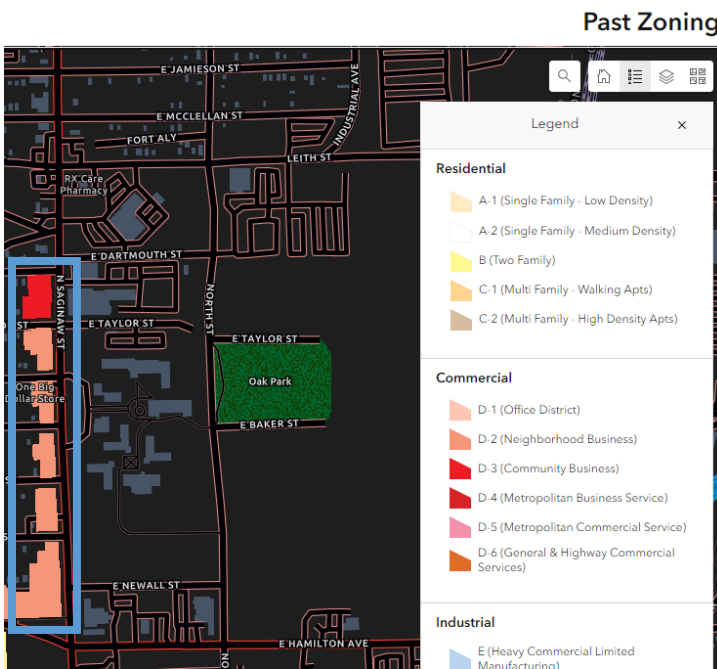 Past Zoning
E JAMIESON ST
INDUSTRIAL AVE
E MCCLELLAN ST
FORT ALY
LEITH ST
RX Care
Pharmacy
E DARTMOUTH ST
N SAGINAW ST
NORTH ST
ST
E TAYLOR ST
E TAYLOR ST
One Big
Dollar Store
Oak Park
E BAKER ST
E NEWALL ST
E HAMILTON AVE
NO
Legend
Residential
A-1 (Single Family - Low Density)
A-2 (Single Family - Medium Density)
B (Two Family)
C-1 (Multi Family - Walking Apts)
C-2 (Multi Family - High Density Apts)
Commercial
D-1 (Office District)
D-2 (Neighborhood Business)
D-3 (Community Business)
D-4 (Metropolitan Business Service)
D-5 (Metropolitan Commercial Service)
D-6 (General & Highway Commercial
Services)
Industrial
E (Heavy Commercial Limited
Manufacturing)